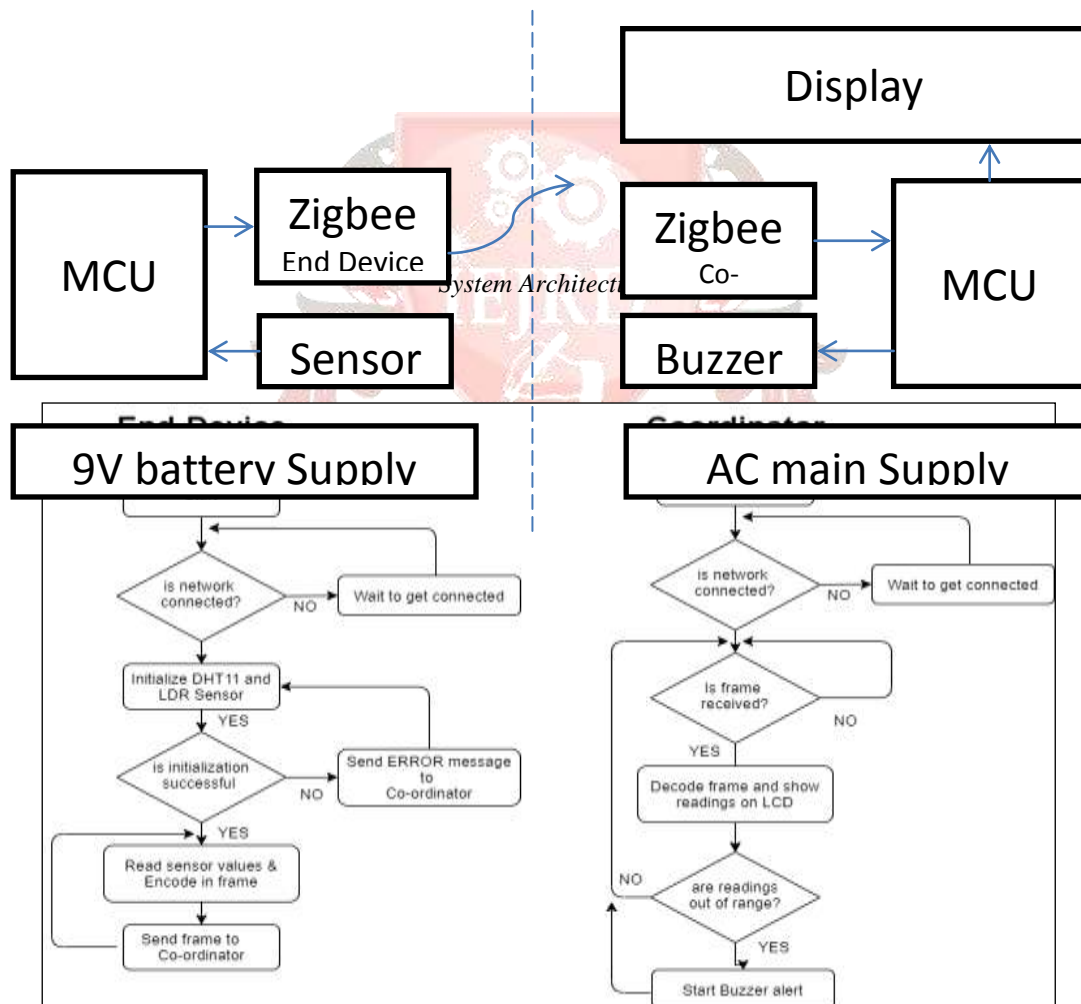 Display
MCU
Zigbee
End Device
Sensor
System Architectu
IEJRD
Zigbee
Co-
Buzzer
MCU
9V battery Supply
AC main Supply
is network
connected?
NO
Wait to get connected
Initialize DHT11 and
LDR Sensor
YES
is initialization
successful
NO
Send ERROR message
to
Co-ordinator
YES
Read sensor values &
Encode in frame
Send frame to
Co-ordinator
is network
connected?
NO
Wait to get connected
Is frame
received?
NO
YES
Decode frame and show
readings on LCD
NO
are readings
out of range?
YES
Start Buzzer alert